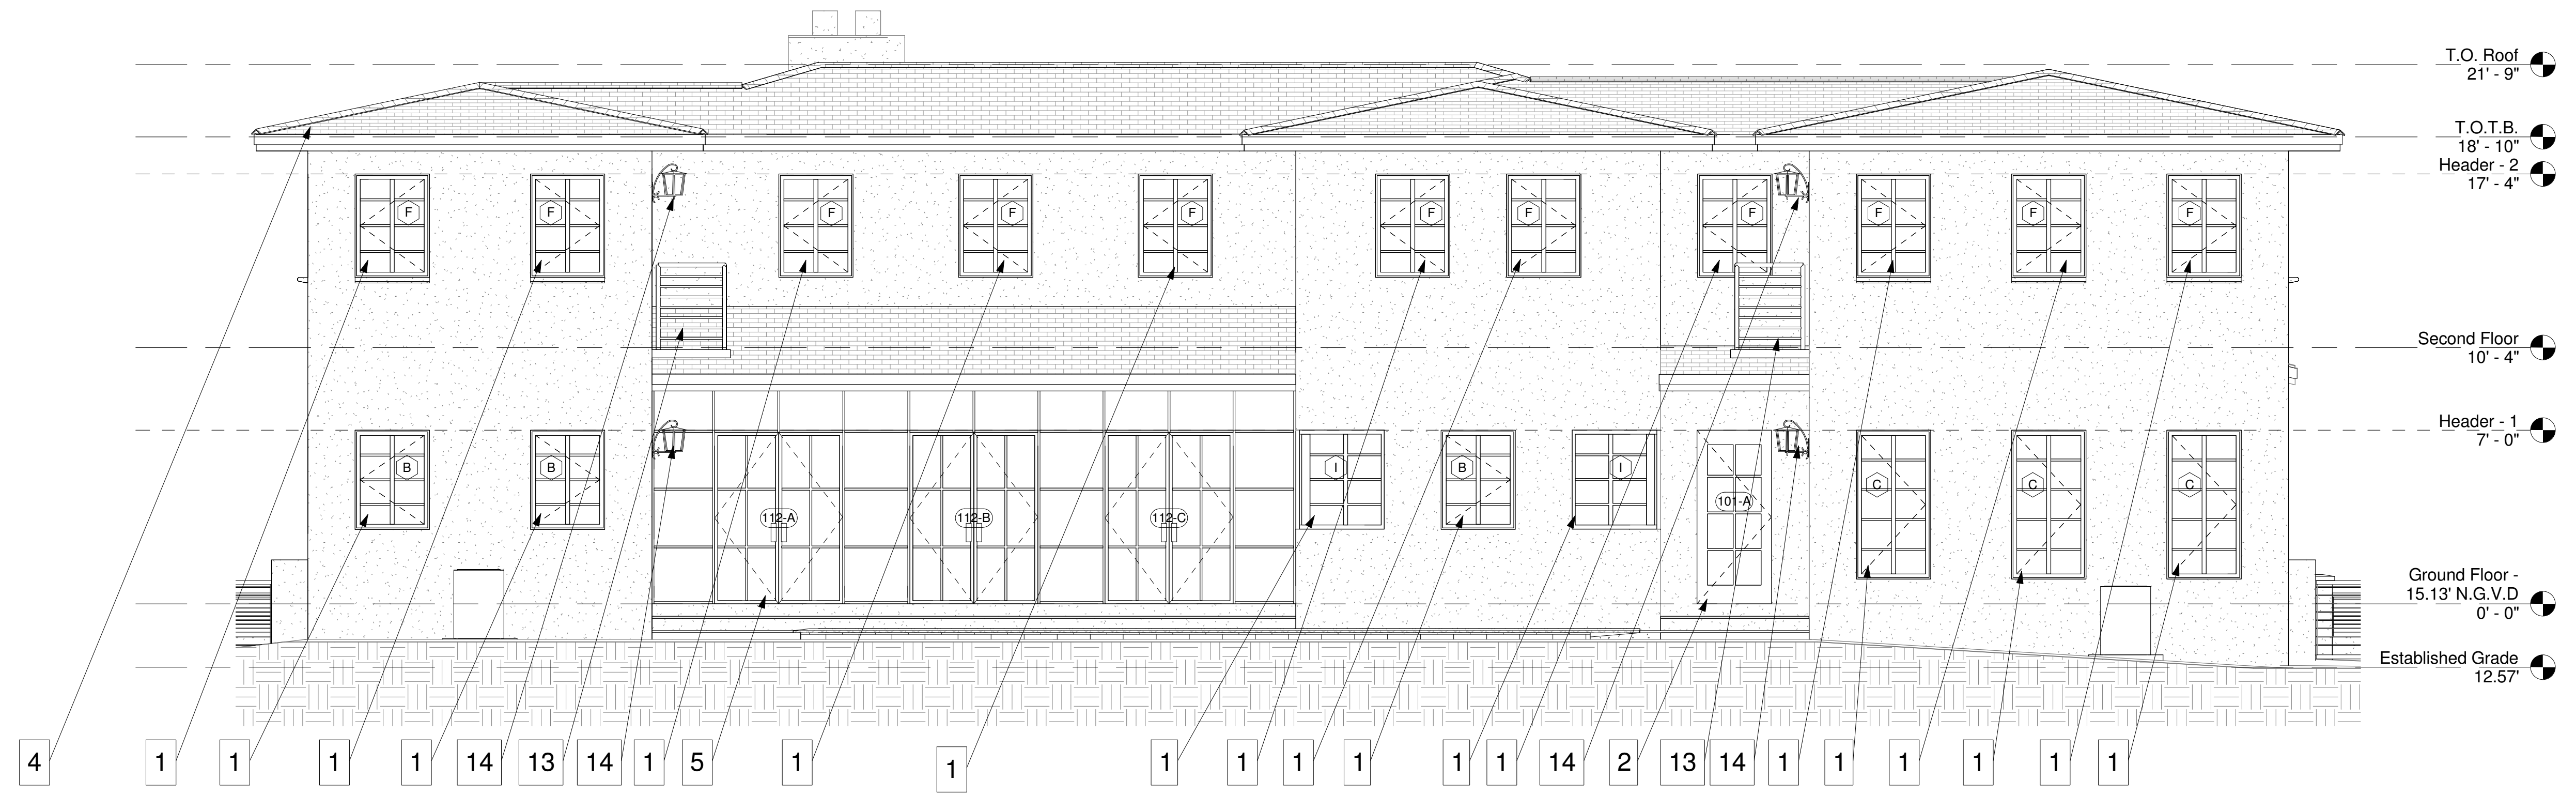 T.O. Roof
21' - 9"
T.O.T.B.
18' - 10"
Header - 2
17' - 4"
F
F
F
F
F
F
F
F
F
F
F
Second Floor
10' - 4"
Header - 1
7' - 0"
B
B
I
B
I
C
C
C
101-A
112-A
112-B
112-C
Ground Floor -
15.13' N.G.V.D
0' - 0"
Established Grade
12.57'
4
1
1
1
1
14
13
14
1
5
1
1
1
1
1
1
1
1
14
2
13
14
1
1
1
1
1
1